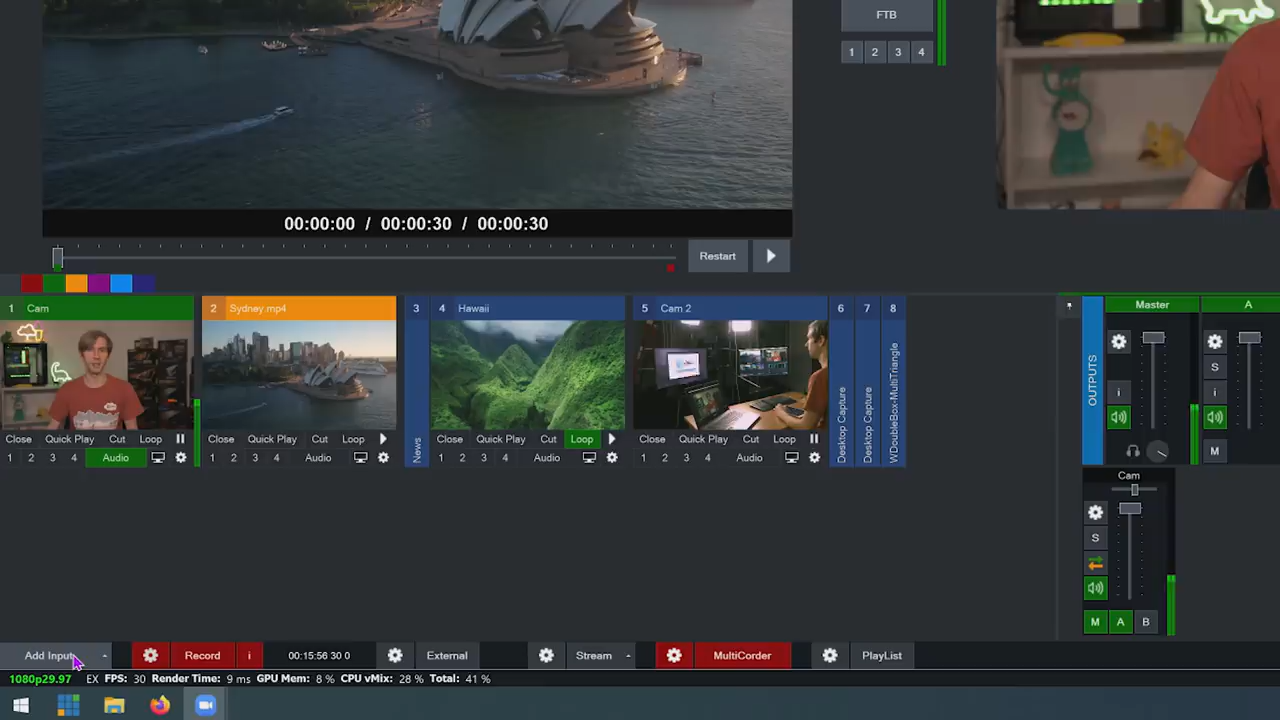 FTB
1 2 3 4
00:00:00 / 00:00:30 / 00:00:30
Restart
1 Cam
2 Sydney.mp4
3
4 Hawaii
5 Cam 2
6 7 8
Master
A
OUTPUTS
S
i
i
M
News
Desktop Capture
Desktop Capture
WDoubleBox-MultiTriangle
Close Quick Play Cut Loop
1 2 3 4 Audio
Close Quick Play Cut Loop
1 2 3 4 Audio
Close Quick Play Cut Loop
1 2 3 4 Audio
Close Quick Play Cut Loop
1 2 3 4 Audio
Cam
S
M A B
Add Input
Record
i
00:15:56 30 0
External
Stream
MultiCorder
PlayList
1080p29.97 EX FPS: 30 Render Time: 9 ms GPU Mem: 8 % CPU vMix: 28 % Total: 41 %